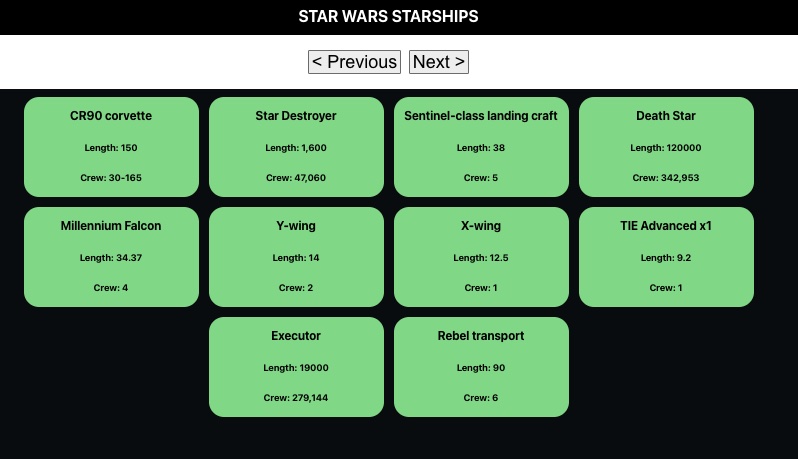 STAR WARS STARSHIPS
< Previous Next >
CR90 corvette
Length: 150
Crew: 30-165
Star Destroyer
Length: 1,600
Crew: 47,060
Sentinel-class landing craft
Length: 38
Crew: 5
Death Star
Length: 120000
Crew: 342,953
Millennium Falcon
Length: 34.37
Crew: 4
Y-wing
Length: 14
Crew: 2
X-wing
Length: 12.5
Crew: 1
TIE Advanced x1
Length: 9.2
Crew: 1
Executor
Length: 19000
Crew: 279,144
Rebel transport
Length: 90
Crew: 6